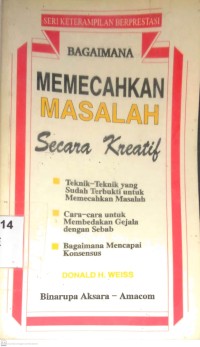 SERI KETERAMPILAN BERPRESTASI
BAGAIMANA
MEMECAHKAN
MASALAH
Secara Kreatif
Teknik-Teknik yang
Sudah Terbukti untuk
Memecahkan Masalah
Cara-cara untuk
Membedakan Gejala
dengan Sebab
Bagaimana Mencapai
Konsensus
DONALD H. WEISS
Binarupa Aksara - Amacom
14